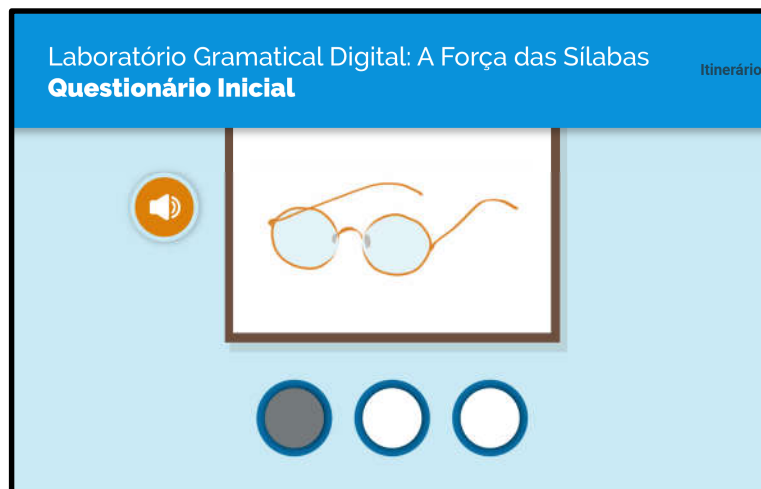 Laboratório Gramatical Digital: A Força das Sílabas
Questionário Inicial
Itinerário